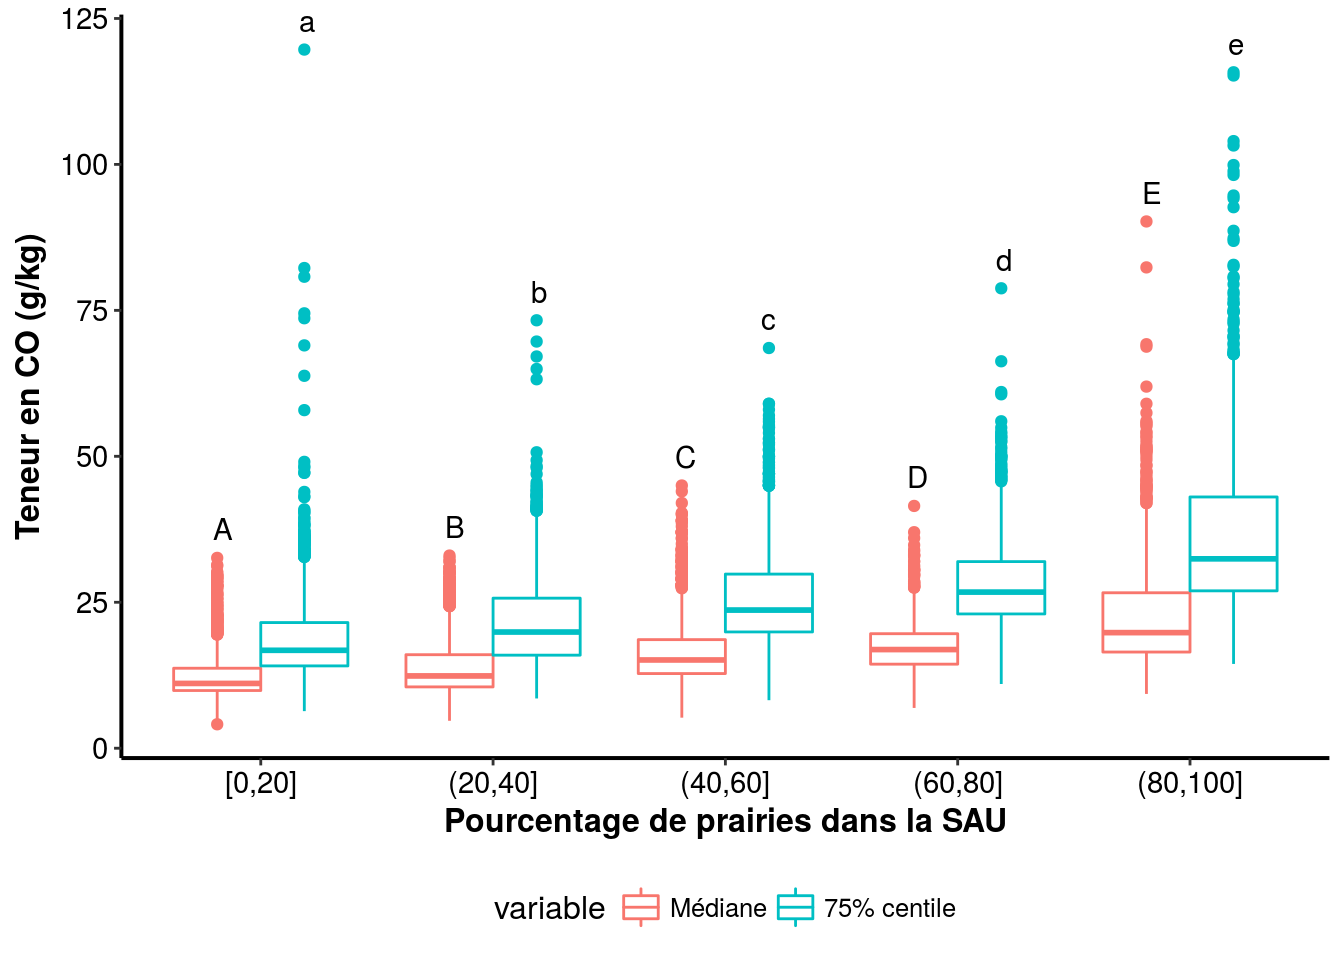 125
100
75
50
25
0
Teneur en CO (g/kg)
a
b
c
d
e
A
B
C
D
E
[0,20]
(20,40]
(40,60]
(60,80]
(80,100]
Pourcentage de prairies dans la SAU
variable
Médiane
75% centile